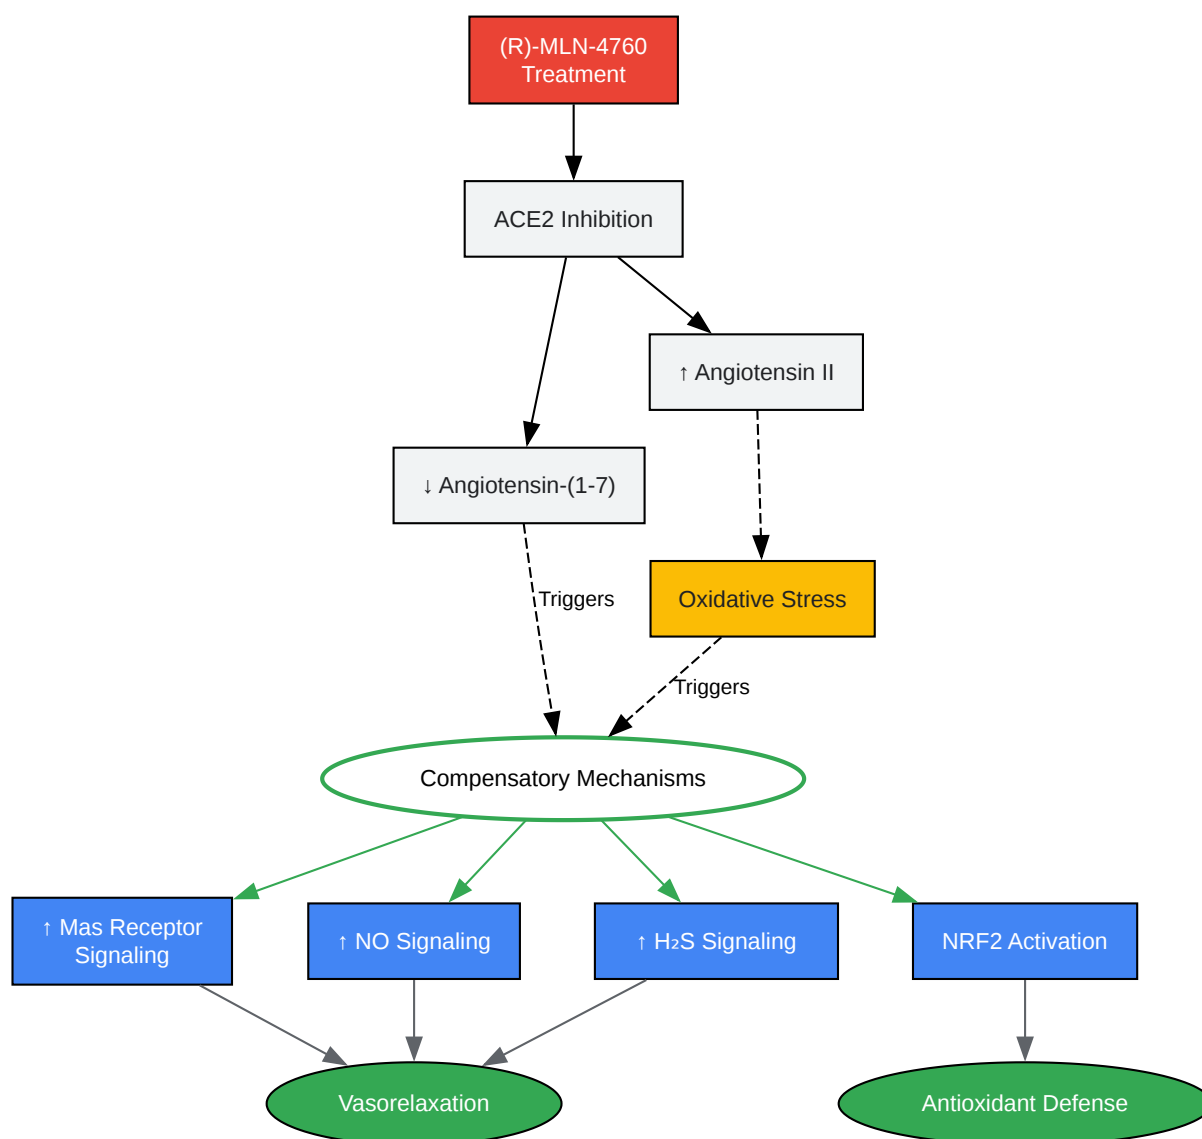 (R)-MLN-4760
Treatment
ACE2 Inhibition
↑ Angiotensin II
↓ Angiotensin-(1-7)
Triggers
Oxidative Stress
Triggers
Compensatory Mechanisms
↑ Mas Receptor
Signaling
↑ NO Signaling
↑ H₂S Signaling
NRF2 Activation
Vasorelaxation
Antioxidant Defense